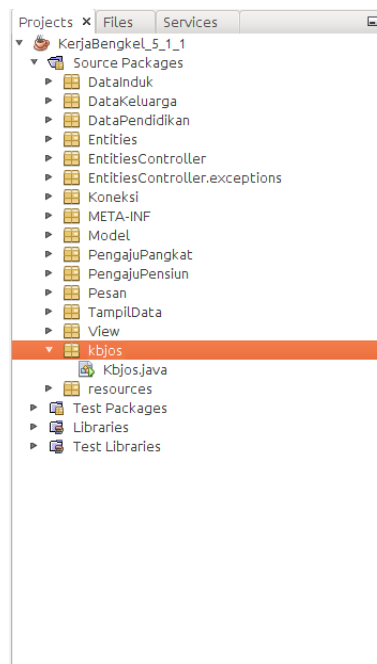 Projects × Files Services
KerjaBengkel_5_1_1
Source Packages
DataInduk
DataKeluarga
DataPendidikan
Entities
EntitiesController
EntitiesController.exceptions
Koneksi
META-INF
Model
PengajuPangkat
PengajuPensiun
Pesan
TampilData
View
kbjos
Kbjos.java
resources
Test Packages
Libraries
Test Libraries